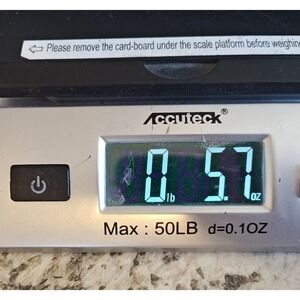 Please remove the card-board under the scale platform before weighin
Accuteck®
0 lb 5.7 oz
Max : 50LB d=0.1OZ